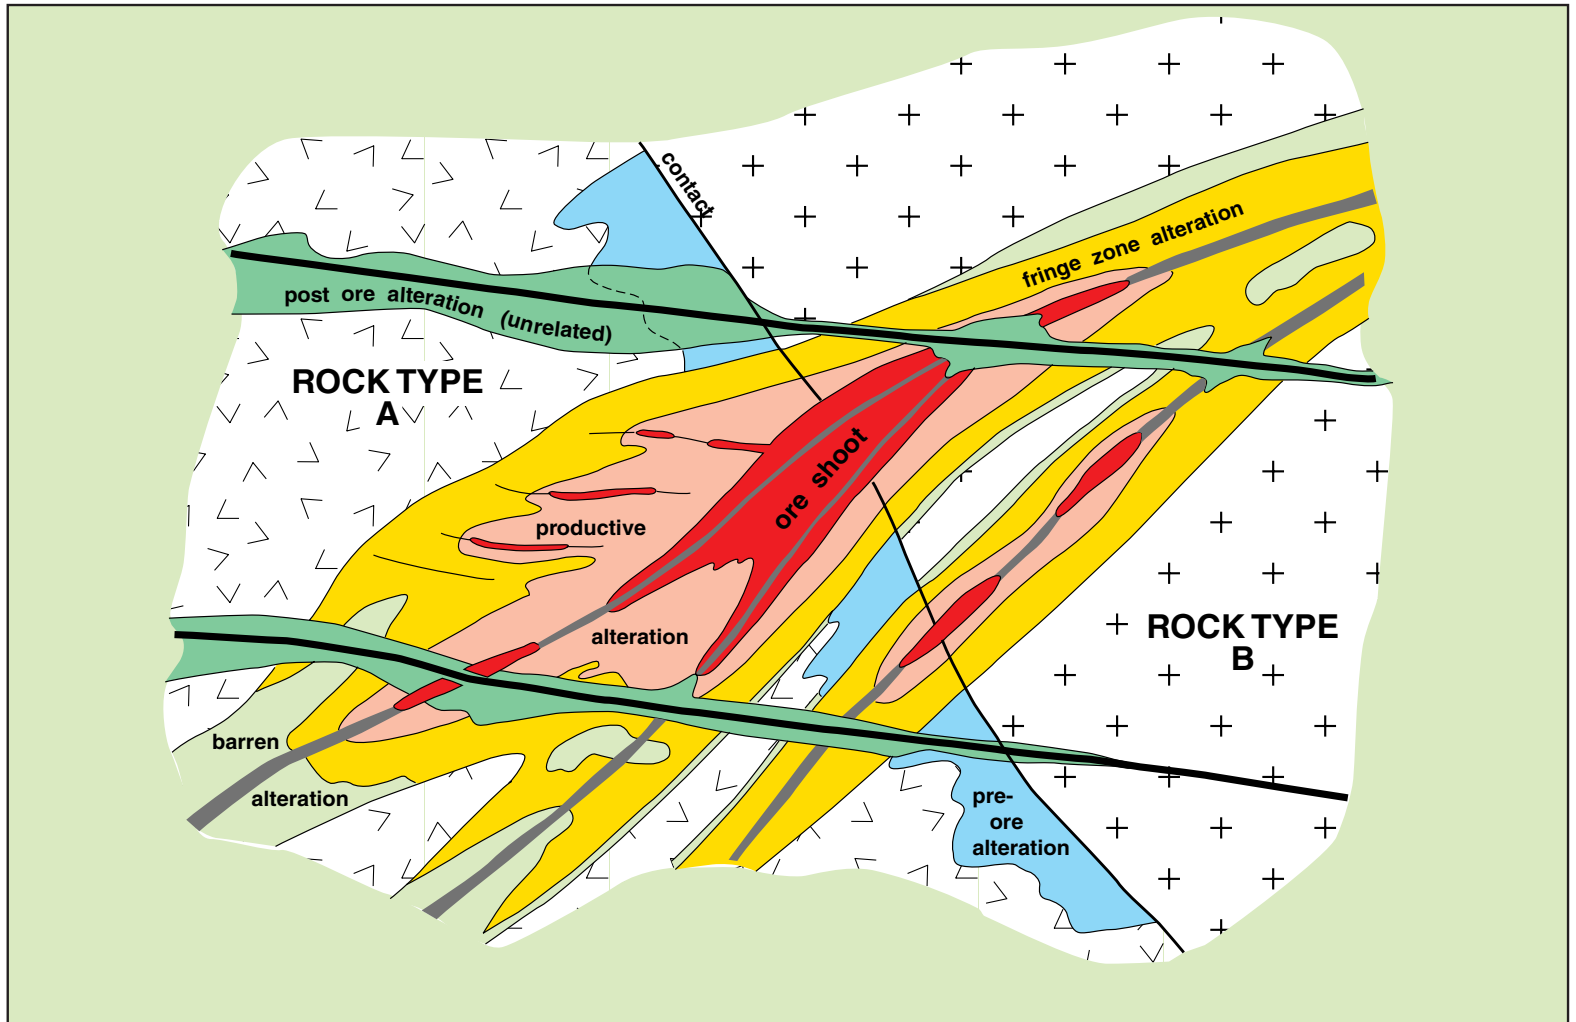 contact
fringe zone alteration
post ore alteration (unrelated)
ROCK TYPE
A
ore shoot
productive
alteration
ROCK TYPE
B
barren
alteration
pre-
ore
alteration